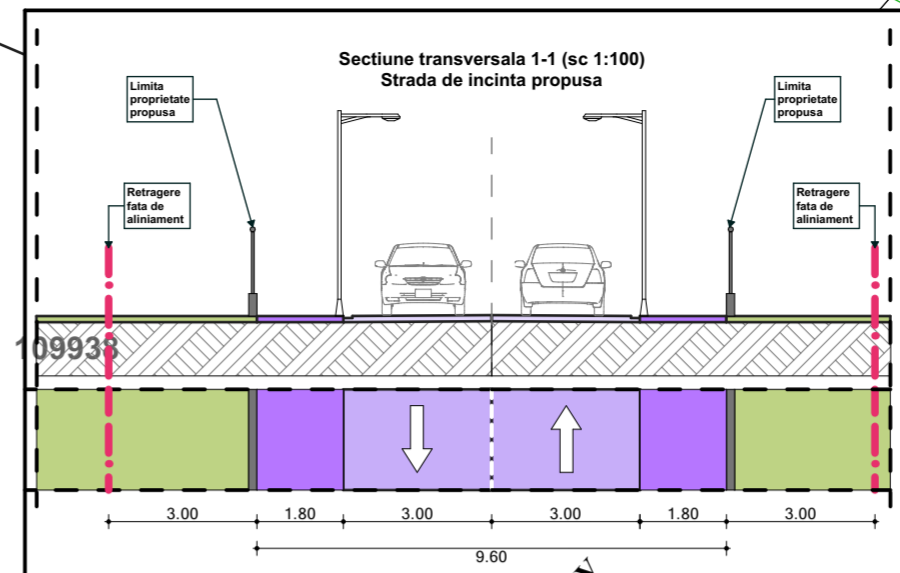 Sectiune transversala 1-1 (sc 1:100)
Strada de incinta propusa
Limita
proprietate
propusa
Limita
proprietate
propusa
Retragere
fata de
aliniament
Retragere
fata de
aliniament
109938
3.00 1.80 3.00 3.00 1.80 3.00
9.60